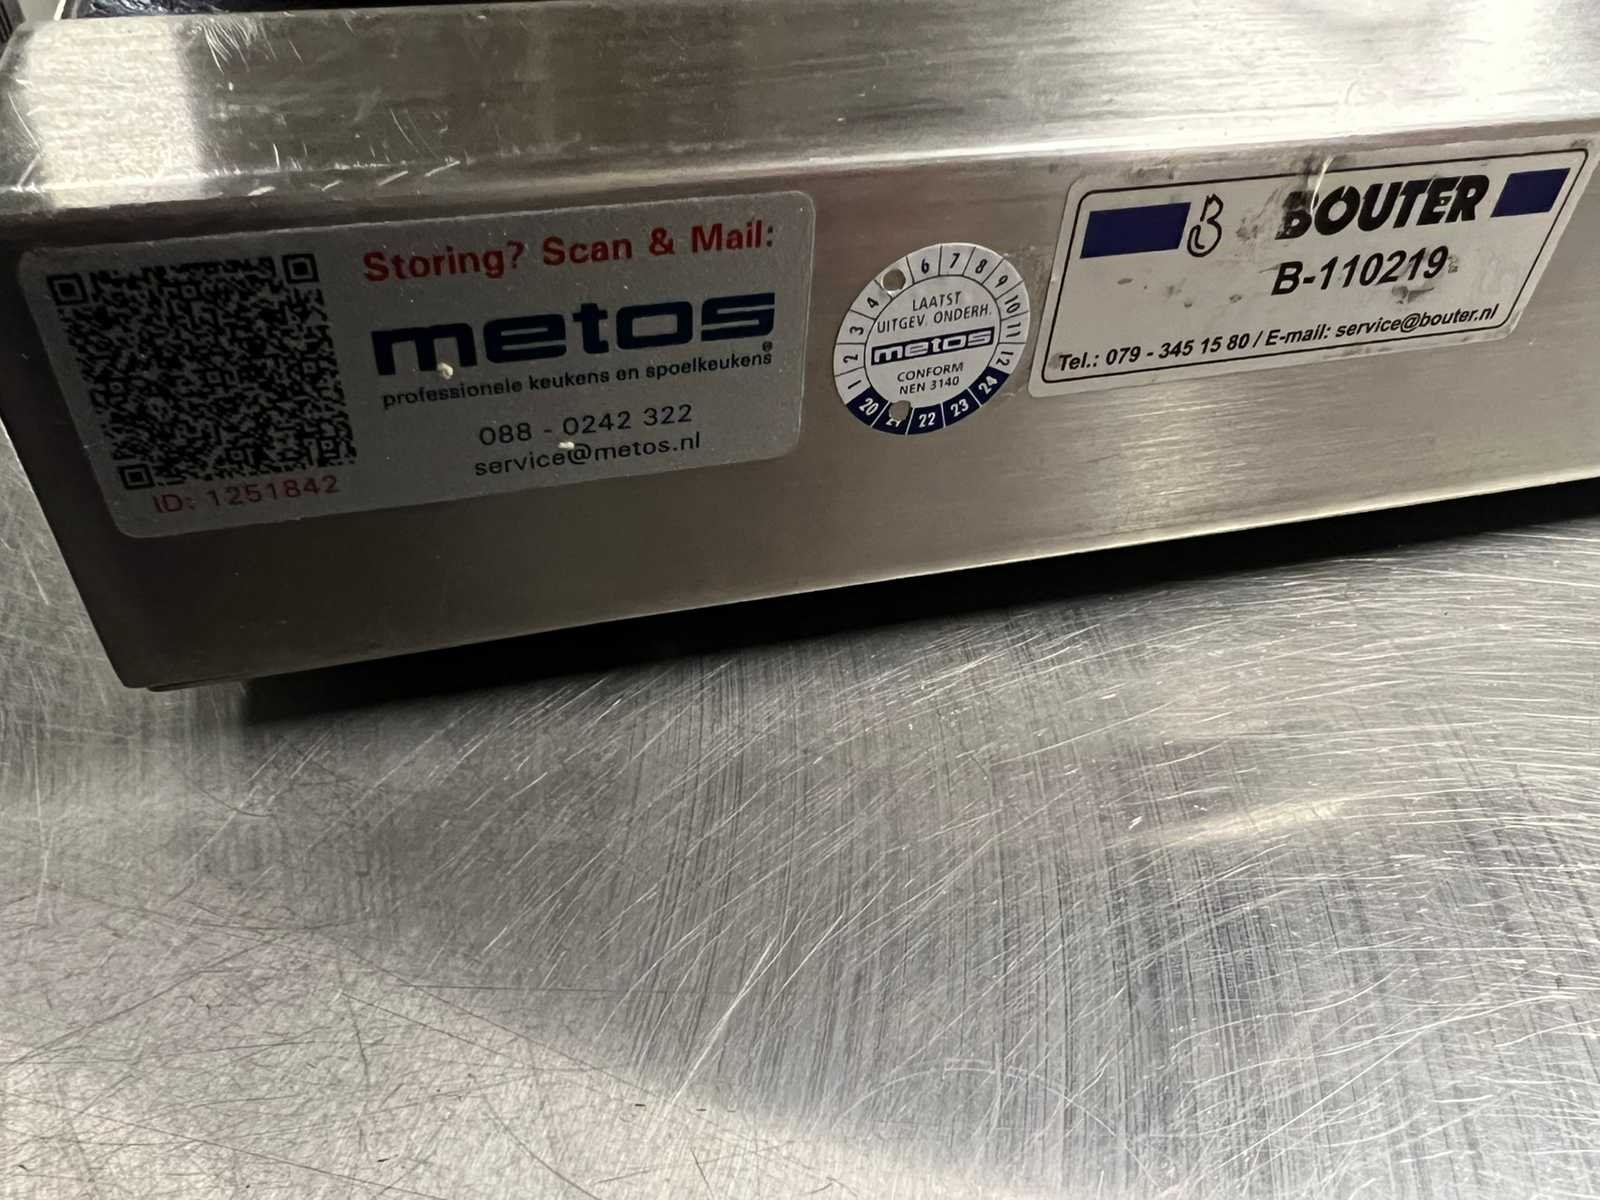 Storing? Scan & Mail:
metos®
professionele keukens en spoelkeukens
088 - 0242 322
service@metos.nl
ID: 1251842
1 2 3 4 6 7 8 9 10 11 12
LAATST
UITGEV. ONDERH.
metos
CONFORM
NEN 3140
20 21 22 23 24
B BOUTER
B-110219
Tel.: 079 - 345 15 80 / E-mail: service@bouter.nl